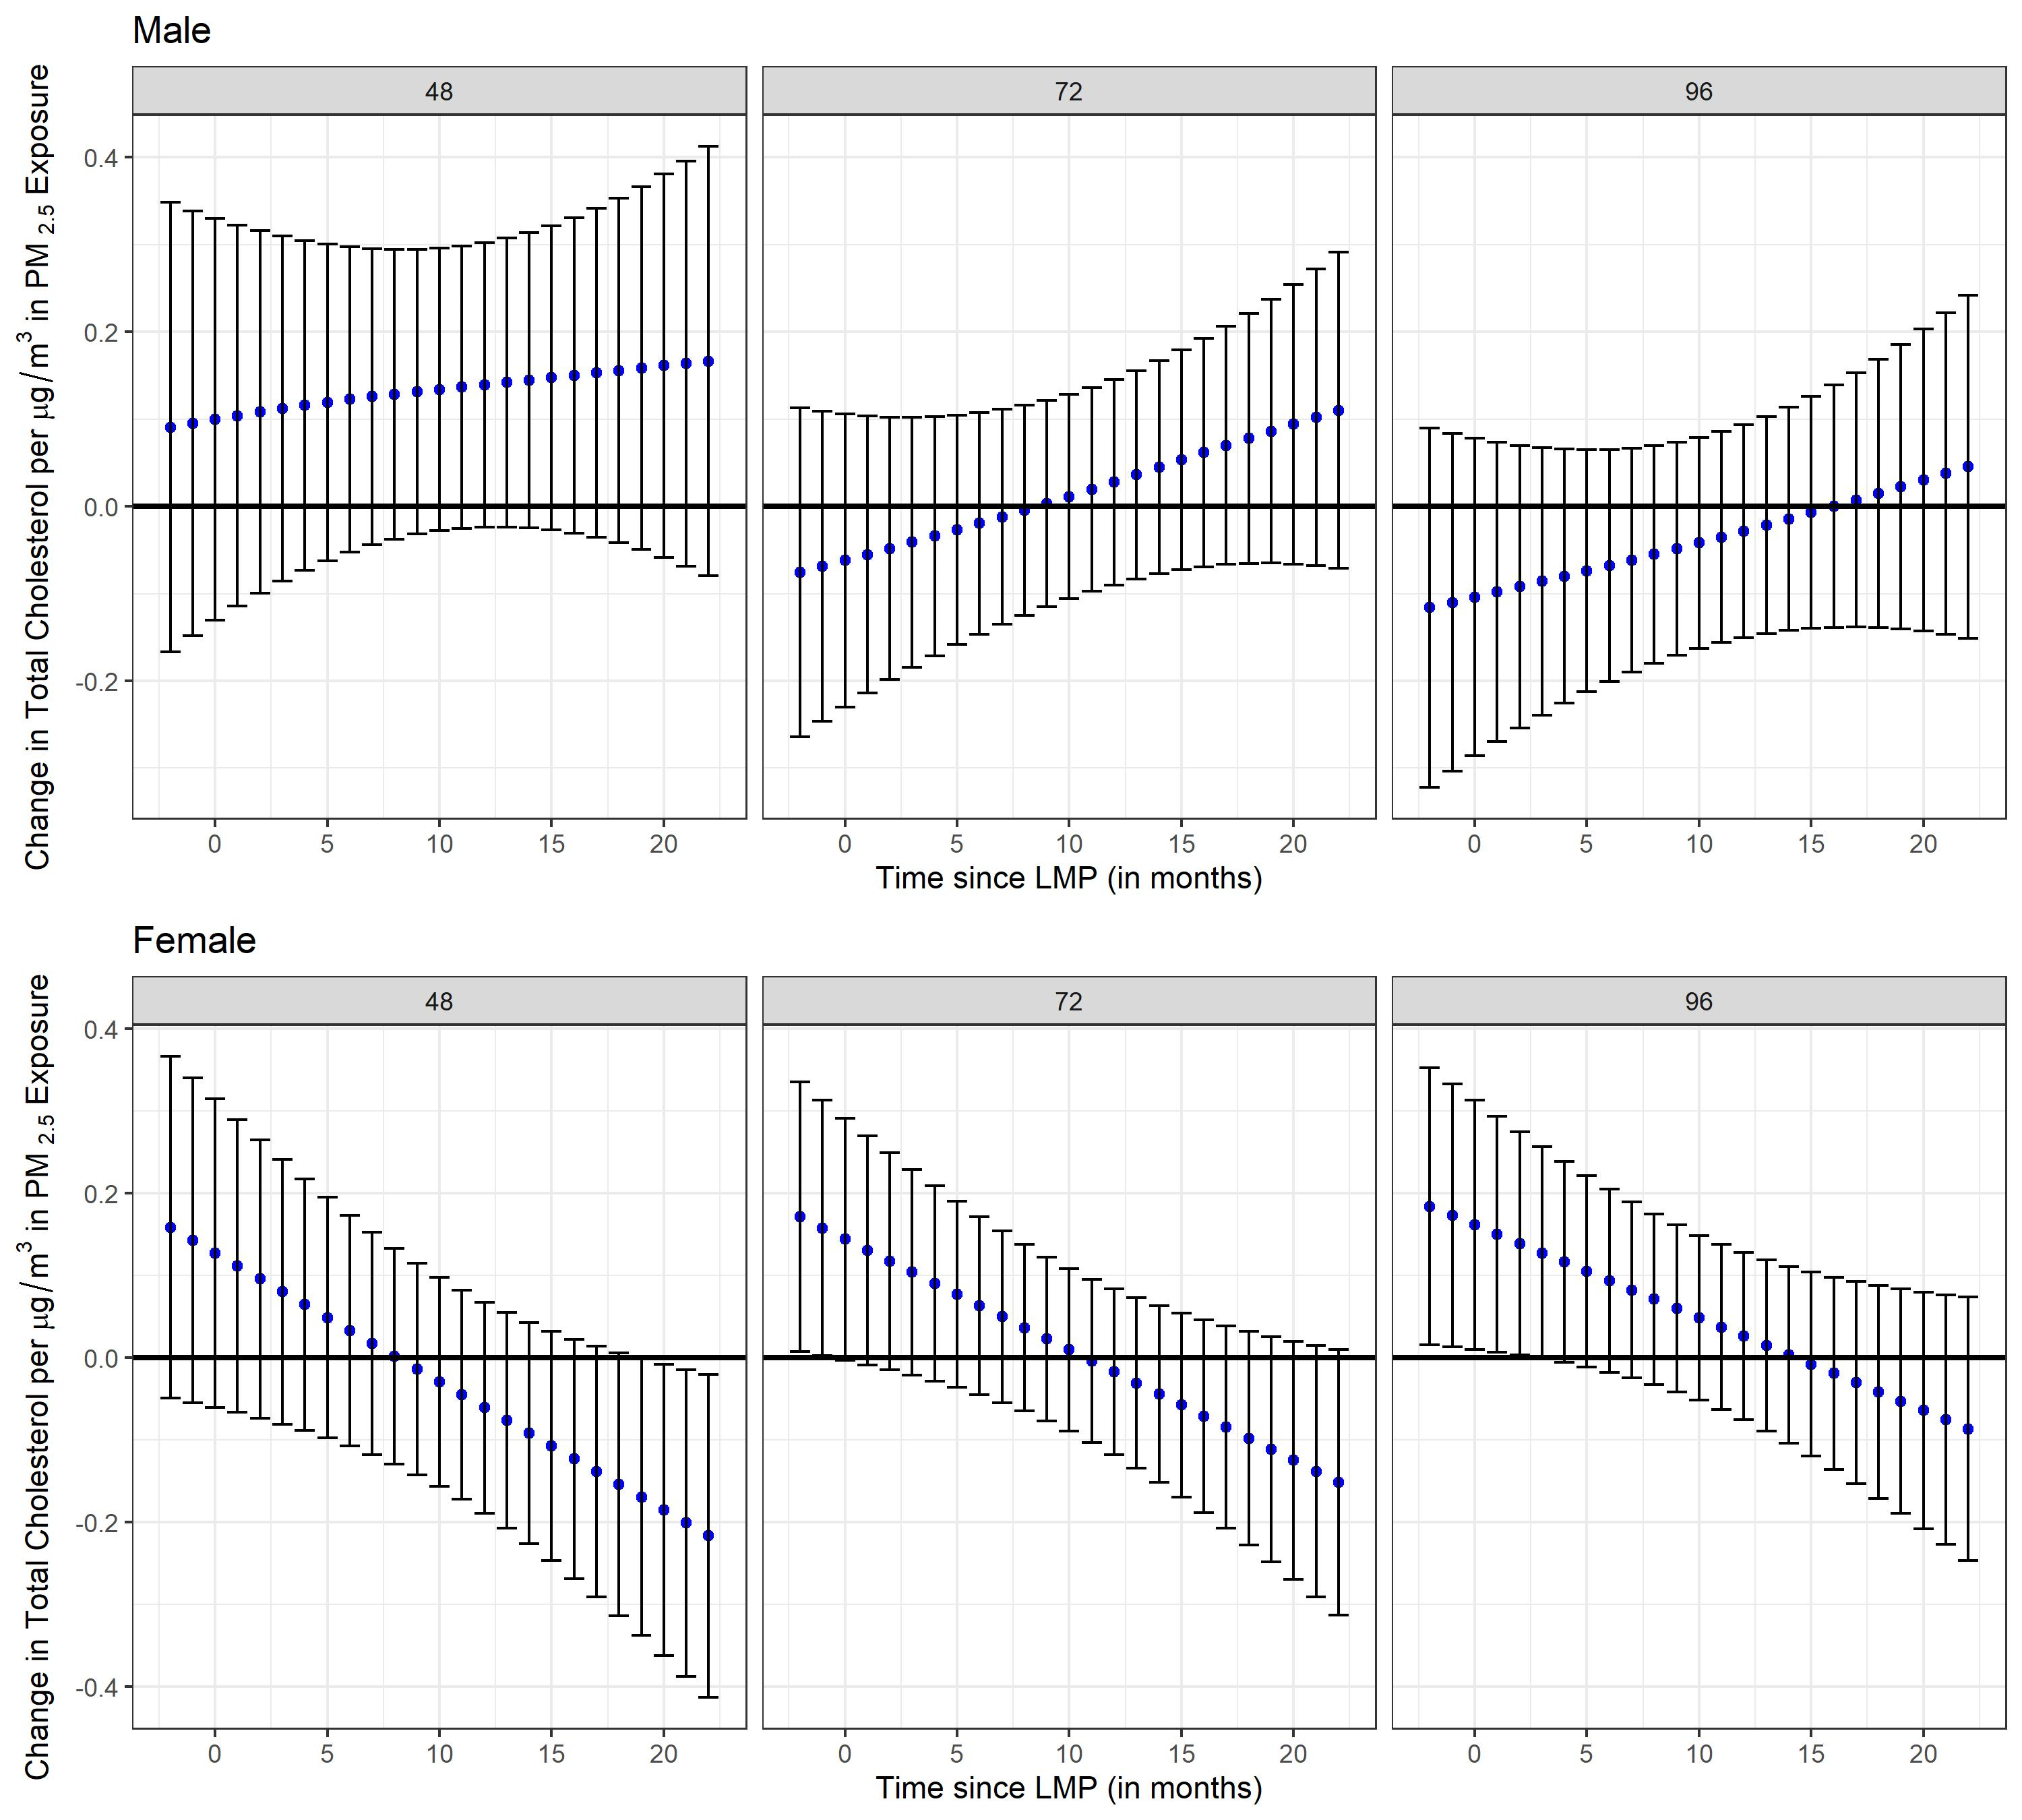 Male
48 72 96
Change in Total Cholesterol per μg/m³ in PM 2.5 Exposure
0.4
0.2
0.0
-0.2
0 5 10 15 20 0 5 10 15 20 0 5 10 15 20
Time since LMP (in months)
Female
48 72 96
Change in Total Cholesterol per μg/m³ in PM 2.5 Exposure
0.4
0.2
0.0
-0.2
-0.4
0 5 10 15 20 0 5 10 15 20 0 5 10 15 20
Time since LMP (in months)